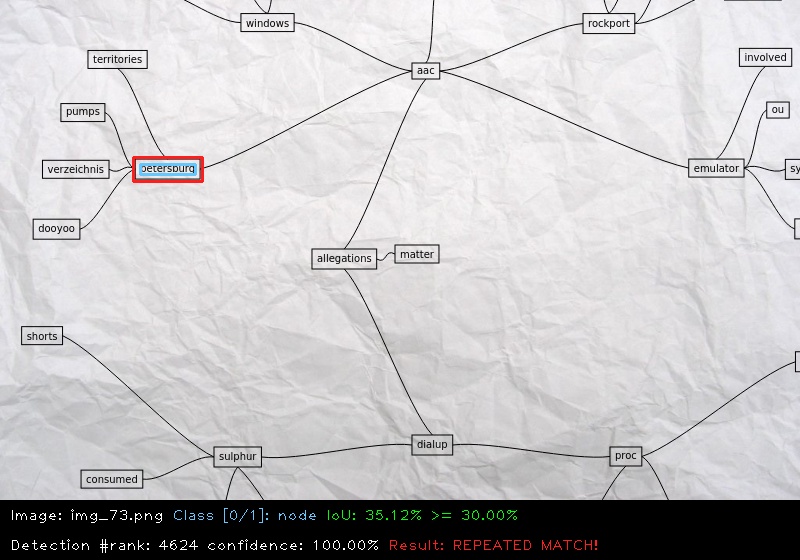 windows
rockport
territories
aac
involved
pumps
ou
verzeichnis
petersburg
emulator
sy
dooyoo
allegations
matter
shorts
sulphur
dialup
proc
consumed
Image: img_73.png Class [0/1]: node IoU: 35.12% >= 30.00%
Detection #rank: 4624 confidence: 100.00% Result: REPEATED MATCH!